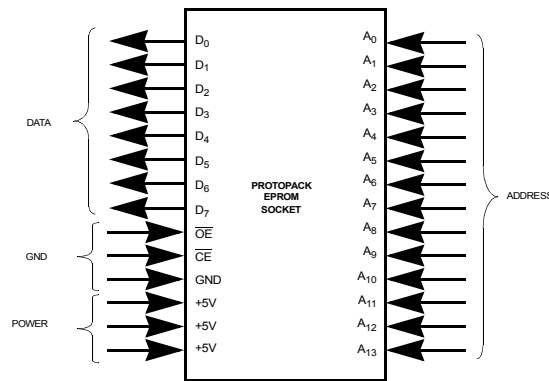 DATA
GND
POWER
D0
D1
D2
D3
D4
D5
D6
D7
OE
CE
GND
+5V
+5V
+5V
PROTOPACK
EPROM
SOCKET
A0
A1
A2
A3
A4
A5
A6
A7
A8
A9
A10
A11
A12
A13
ADDRESS